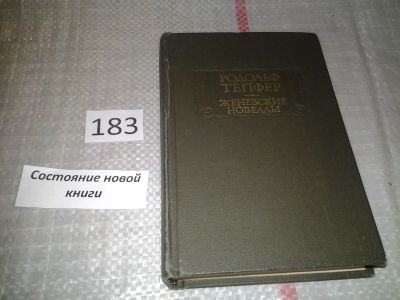 РОДОЛЬФ
ТЕПФЕР
ЖЕНЕВСКИЕ
НОВЕЛЛЫ
183
Состояние новой
книги